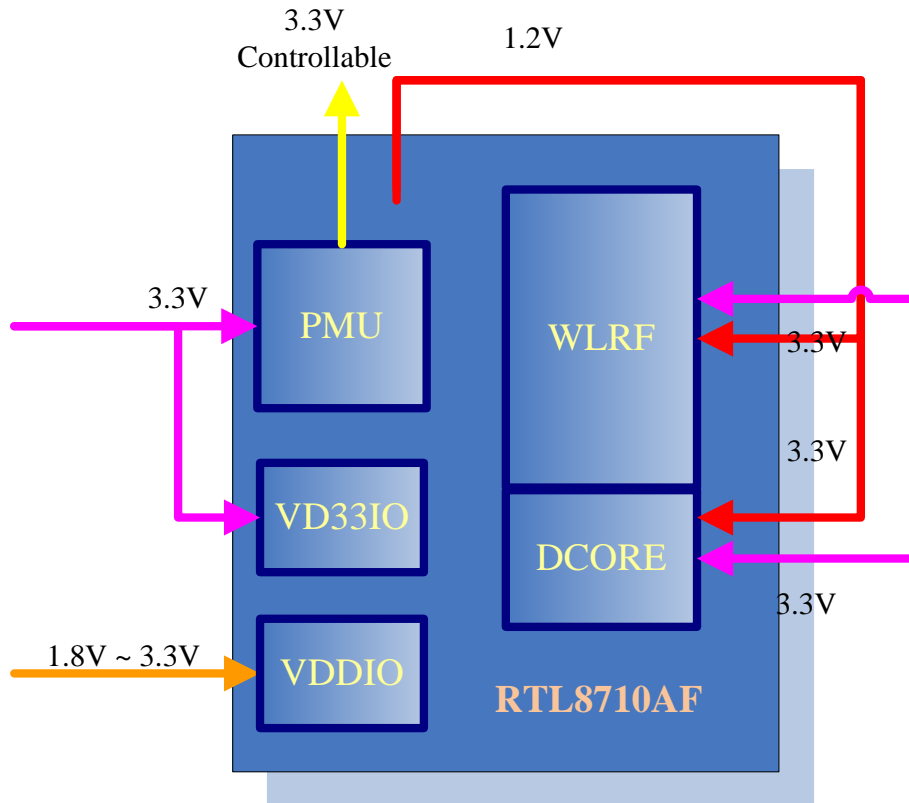 3.3V
Controllable
1.2V
3.3V
PMU
WLRF
3.3V
3.3V
VD33IO
DCORE
3.3V
1.8V ~ 3.3V
VDDIO
RTL8710AF